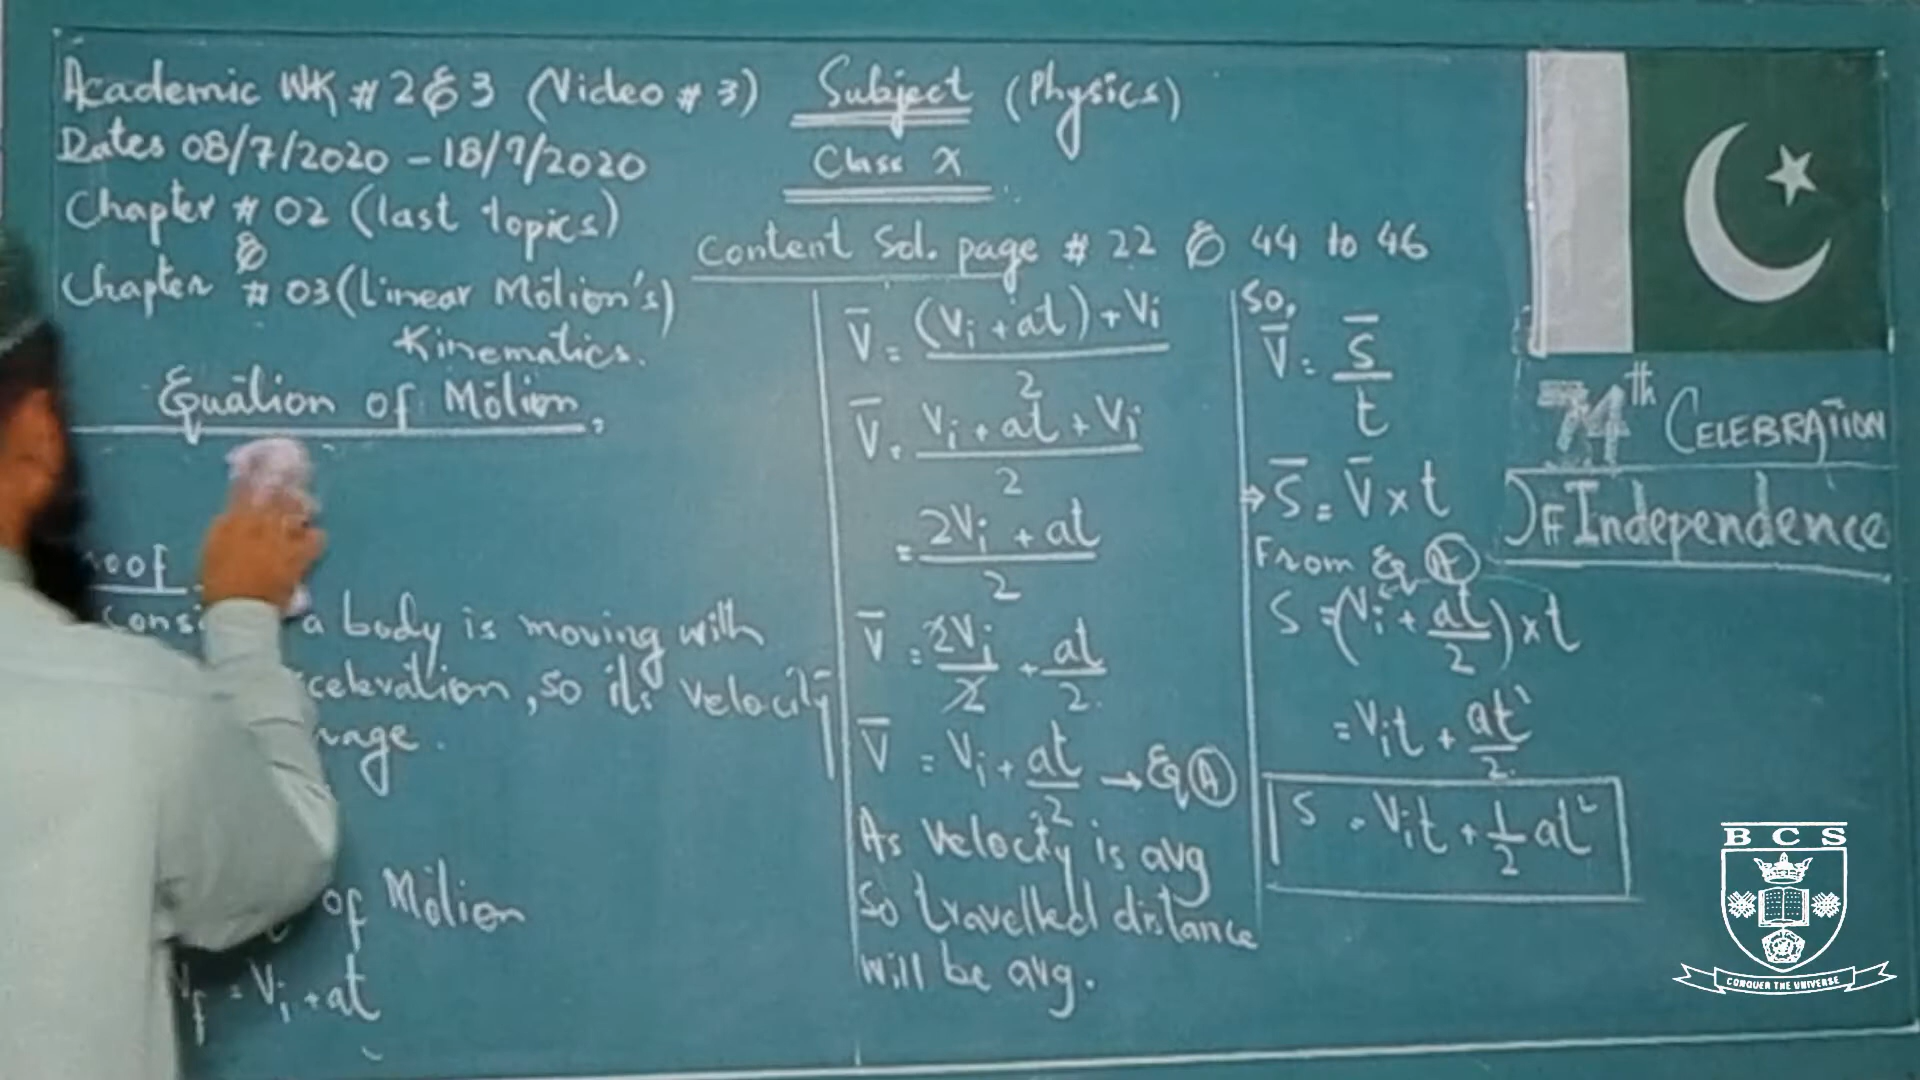 Academic WK # 2 & 3 (Video # 3)
Subject (Physics)
Dates 08/7/2020 - 18/7/2020
Class X
Chapter # 02 (last topics)
&
Chapter # 03 (Linear Motion's)
Kinematics.
Content Sol. page # 22 & 44 to 46
Equation of Motion.
oof
a body is moving with
celeration, so its velocity
nage.
of Motion
Vf = Vi + at
V̅ = (Vi + at) + Vi / 2
V̅ = Vi + at + Vi / 2
= 2Vi + at / 2
V̅ = 2Vi / 2 + at / 2.
V̅ = Vi + at / 2 → Eq (A)
As velocity is avg
So travelled distance
will be avg.
So,
V̅ = S̅ / t
⇒ S̅ = V̅ x t
From Eq (A)
S = (Vi + at / 2) x t
= Vit + at² / 2.
S = Vit + 1/2 at²
74th CELEBRATION
OF Independence
BCS
CONQUER THE UNIVERSE